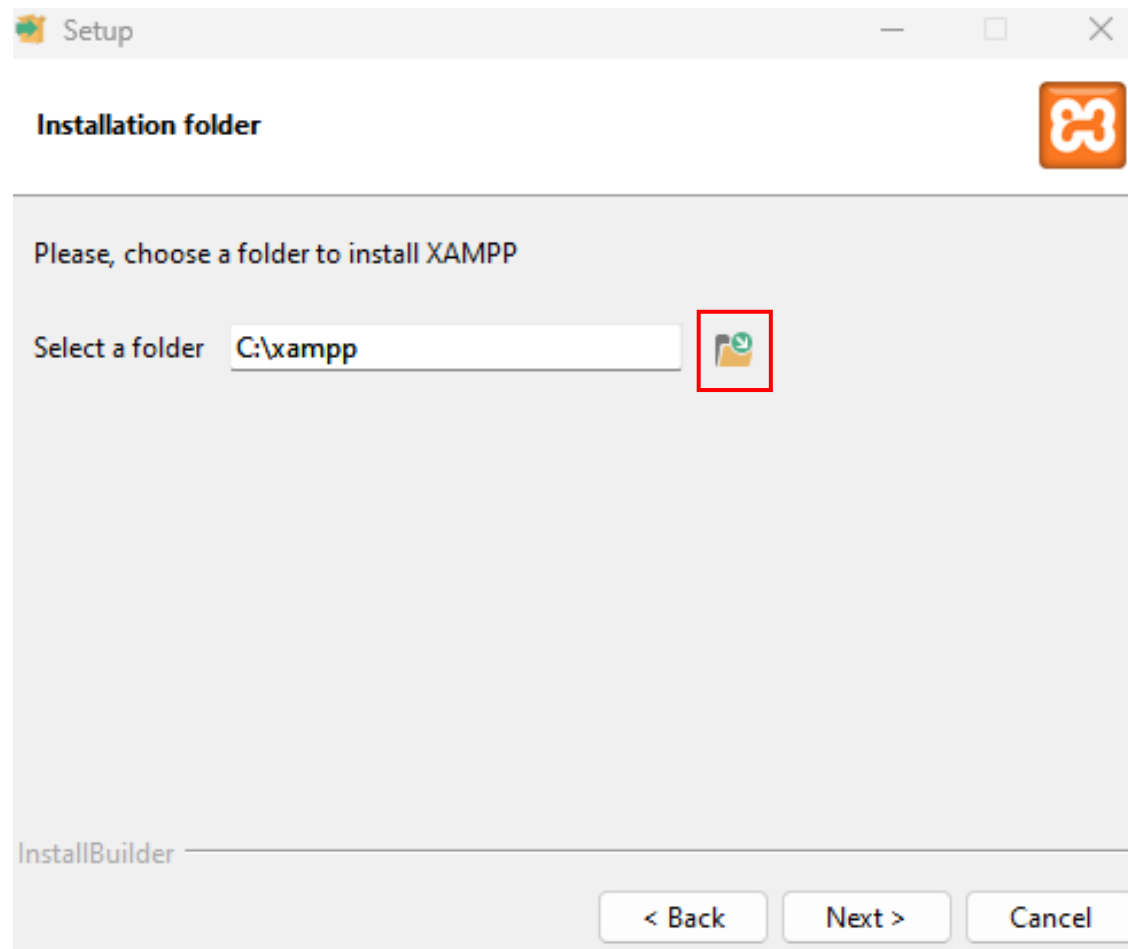 Setup
Installation folder
Please, choose a folder to install XAMPP
Select a folder C:\xampp
InstallBuilder
< Back Next > Cancel